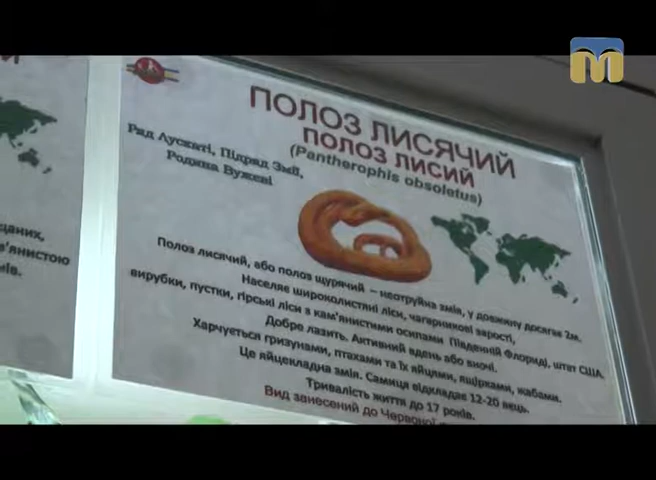 ПОЛОЗ ЛИСЯЧИЙ
ПОЛОЗ ЛИСИЙ
(Pantherophis obsoletus)
Ряд Лускаті, Підряд Змії,
Родина Вужеві
Полоз лисячий, або полоз щурячий – неотруйна змія, у довжину досягає 2м.
Населяє широколистяні ліси, чагарникові зарості,
вирубки, пустки, гірські ліси з кам'янистими осипами Південній Флориді, штат США.
Добре лазить. Активний вдень або вночі.
Харчується гризунами, птахами та їх яйцями, ящірками, жабами.
Це яйцекладна змія. Самиця відкладає 12-20 яєць.
Тривалість життя до 17 років.
Вид занесений до Червоної